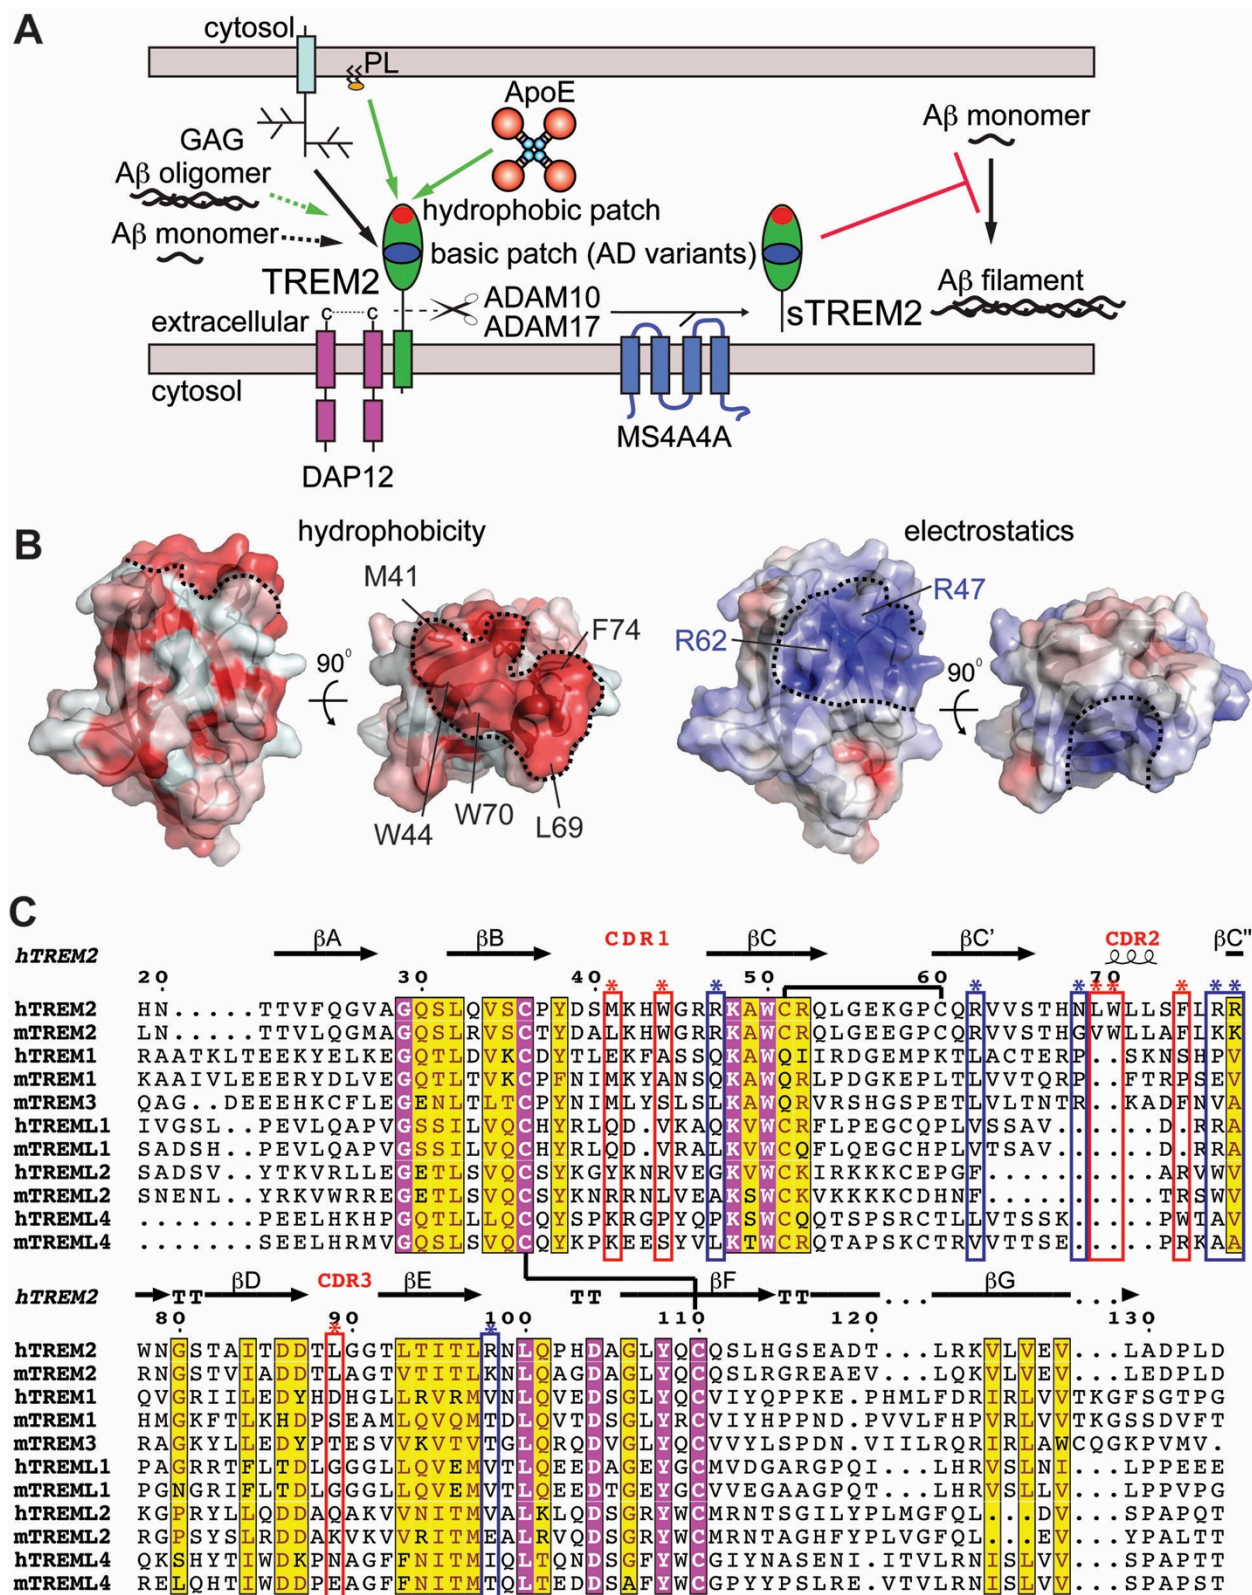 A
cytosol
PL
ApoE
Aβ monomer
GAG
Aβ oligomer
hydrophobic patch
Aβ monomer
basic patch (AD variants)
TREM2
ADAM10
Aβ filament
extracellular
C
C
ADAM17
sTREM2
cytosol
MS4A4A
DAP12
B
hydrophobicity
electrostatics
M41
R47
F74
R62
90⁰
90⁰
W44
W70
L69
C
hTREM2 βA βB CDR1 βC βC' CDR2 βC"
20 30 40 50 60 70
* * * * * * * * * *
hTREM2 HN.....TTVFQGVAGQSLQVSCPYDSMKHWGRRKAWCRQLGEKGPCQRVVSTHNLWLLSFLRR
mTREM2 LN.....TTVLQGMAGQSLRVSCTYDALKHWGRRKAWCRQLGEEGPCQRVVSTHGVWLLAFLKK
hTREM1 RAATKLTEEKYELKEGQTLDVKCDYTLEKFASSQKAWQIIRDGEMPKTLACTERP..SKNSHPV
mTREM1 KAAIVLEEERYDLVEGQTLTVKCPFNIMKYANSQKAWQRLPDGKEPLTLVVTQRP..FTRPSEV
mTREM3 QAG..DEEEHKCFLEGENLTLTCPYNIMLYSLSLKAWQRVRSHGSPETLVLTNTR..KADFNVA
hTREML1 IVGSL..PEVLQAPVGSSILVQCHYRLQD.VKAQKVWCRFLPEGCQPLVSSAV.....D.RRA
mTREML1 SADSH..PEVLQAPVGSSILVQCHYRLQD.VRALKVWCQFLQEGCHPLVTSAV.....D.RRA
hTREML2 SADSV..YTKVRLLEGETLSVQCSYKGYKNRVEGKVWCKIRKKKCEPGF.......ARVWV
mTREML2 SNENL..YRKVWRREGETLSVQCSYKNRRNLVEAKSWCKVKKKKCDHNF.......TRSWV
hTREML4 .......PEELHKHPGQTLLLQCQYSPKRGPYQPKSWCQQTSPSRCTLLVTSSK.....PWTAV
mTREML4 .......SEELHRMVGQSLSVQCQYKPKEESYVLKTWCQQTAPSKCTRVVTTSE.....PRKAA
hTREM2 TT βD CDR3 βE TT βF TT βG
80 90 100 110 120 130
* *
hTREM2 WNGSTAITDDTLGGTLTITLRNLQPHDAGLYQCQSLHGSEADT...LRKVLVEV...LADPLD
mTREM2 RNGSTVIADDTLAGTVTITLKNLQAGDAGLYQCQSLRGREAEV...LQKVLVEV...LEDPLD
hTREM1 QVGRIILEDYHDHGLLRVRMVNLQVEDSGLYQCVIYQPPKE.PHMLFDRIRLVVTKGFSGTPG
mTREM1 HMGKFTLKHDPSEAMLQVQMTDLQVTDSGLYRCVIYHPPND.PVVLFHPVRLVVTKGSSDVFT
mTREM3 RAGKYLLEDYPTESVVKVTVTGLQRQDVGLYQCVVYLSPDN.VIILRQRIRLAWCQGKPVMV.
hTREML1 PAGRRTFLTDLGGGLLQVEMVTLQEEDAGEYGCMVDGARGPQI...LHRVSLNI...LPPEEE
mTREML1 PGNGRIFLTDLGGGLLQVEMVTLQEEDTGEYGCVVEGAAGPQT...LHRVSLLV...LPPVPG
hTREML2 KGPRYLLQDDAQAKVVNITMVALKLQDSGRYWCMRNTSGILYPLMGFQL...DV...SPAPQT
mTREML2 RGPSYSLRDDAKVKVVRITMEALRVQDSGRYWCMRNTAGHFYPLVGFQL...EV...YPALTT
hTREML4 QKSHYTIWDKPNAGFFNITMIQLTQNDSGFYWCGIYNASENI.ITVLRNISLVV...SPAPTT
mTREML4 RELQHTIWDDPEAGFFNITMTQLTEDDSAFYWCGPYYPSLRE.VTVLRNISLVV...SPAPST